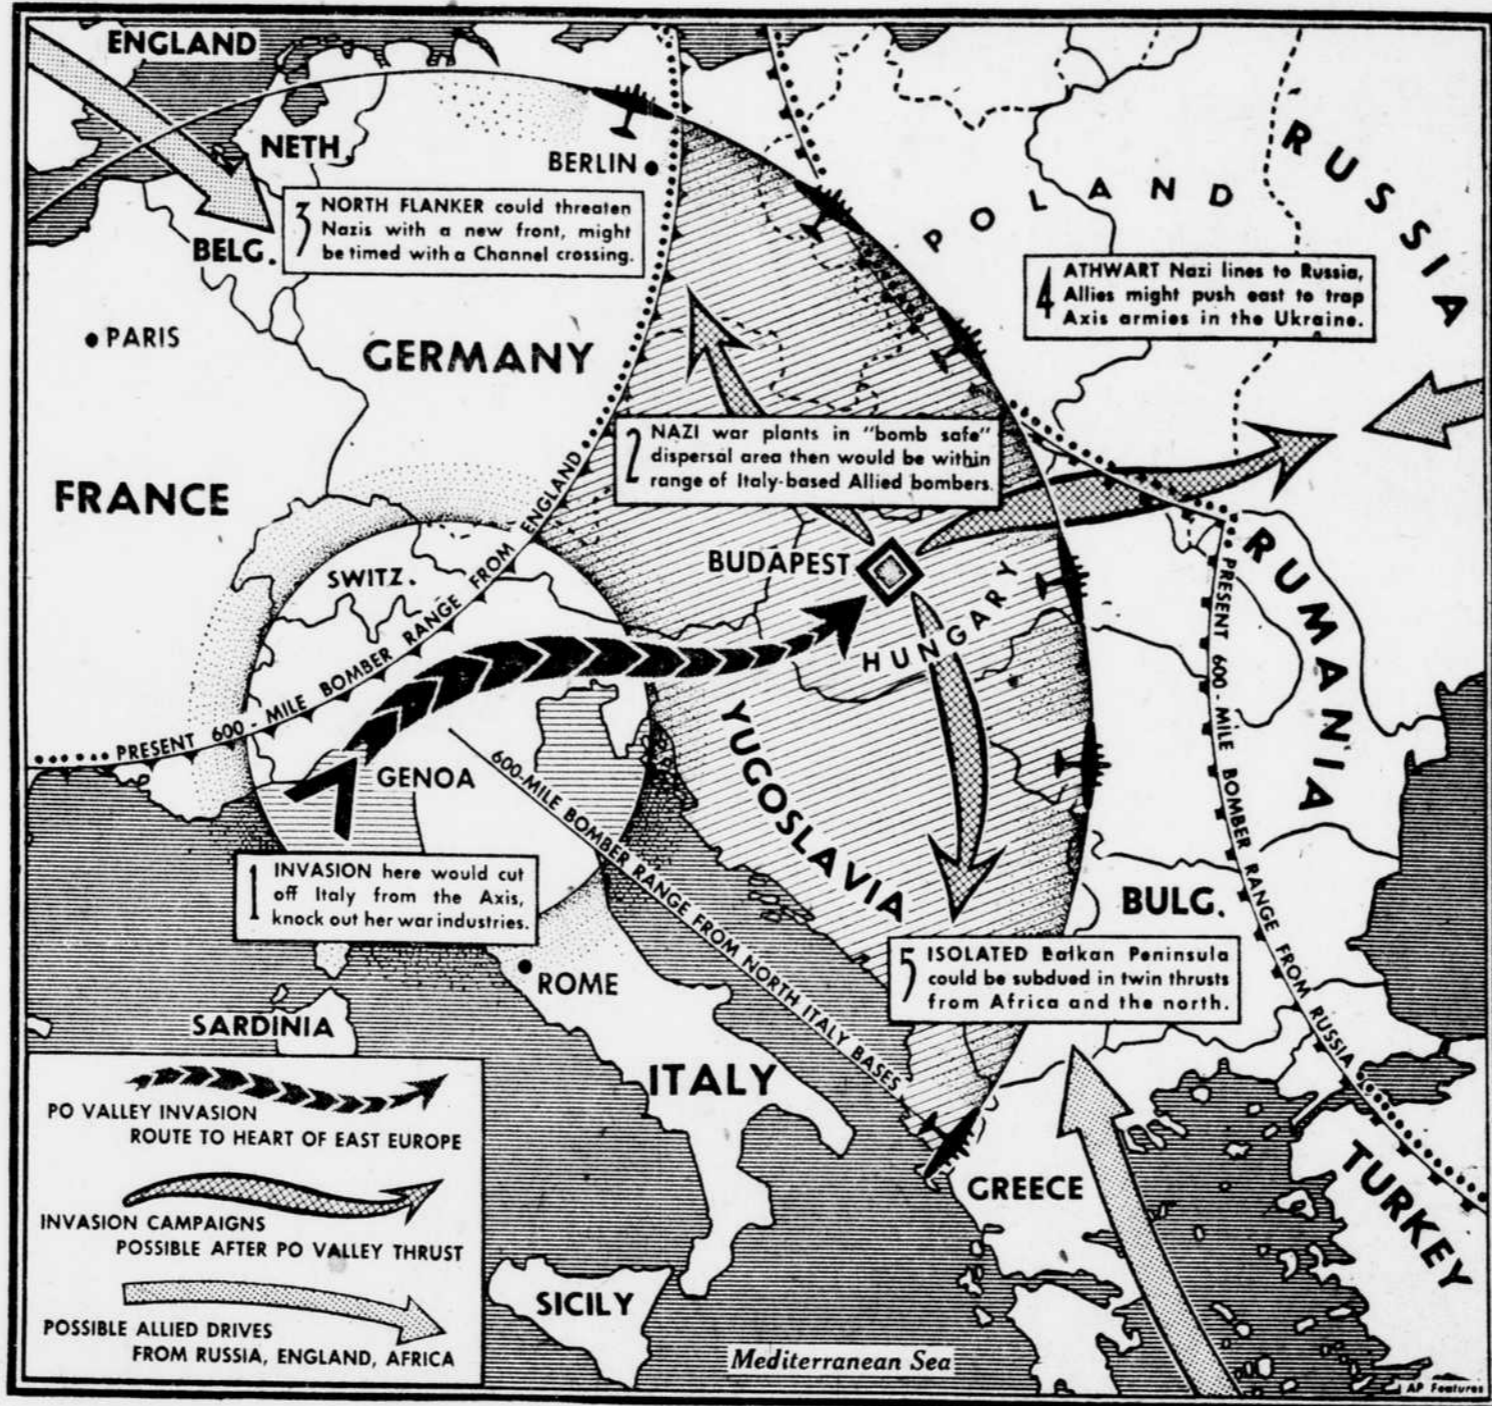 ENGLAND
NETH
BERLIN
3 NORTH FLANKER could threaten
Nazis with a new front, might
be timed with a Channel crossing.
BELG.
POLAND
RUSSIA
4 ATHWART Nazi lines to Russia,
Allies might push east to trap
Axis armies in the Ukraine.
PARIS
GERMANY
2 NAZI war plants in "bomb safe"
dispersal area then would be within
range of Italy-based Allied bombers.
FRANCE
SWITZ.
BUDAPEST
HUNGARY
RUMANIA
PRESENT 600-MILE BOMBER RANGE FROM ENGLAND
PRESENT 600-MILE BOMBER RANGE FROM RUSSIA
GENOA
600-MILE BOMBER RANGE FROM NORTH ITALY BASES
YUGOSLAVIA
1 INVASION here would cut
off Italy from the Axis,
knock out her war industries.
BULG.
5 ISOLATED Balkan Peninsula
could be subdued in twin thrusts
from Africa and the north.
ROME
SARDINIA
ITALY
GREECE
TURKEY
PO VALLEY INVASION
ROUTE TO HEART OF EAST EUROPE
INVASION CAMPAIGNS
POSSIBLE AFTER PO VALLEY THRUST
POSSIBLE ALLIED DRIVES
FROM RUSSIA, ENGLAND, AFRICA
SICILY
Mediterranean Sea
AP Features